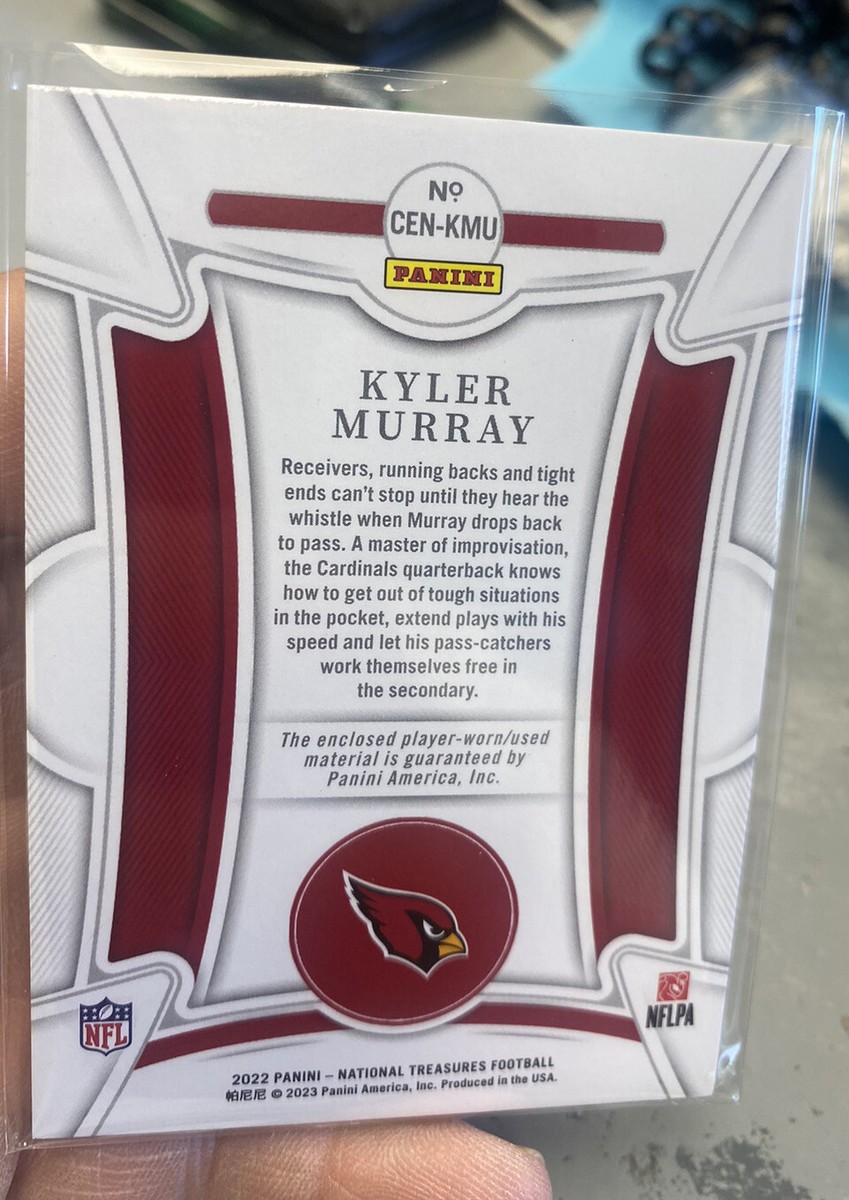 Nº
CEN-KMU
PANINI
KYLER
MURRAY
Receivers, running backs and tight
ends can't stop until they hear the
whistle when Murray drops back
to pass. A master of improvisation,
the Cardinals quarterback knows
how to get out of tough situations
in the pocket, extend plays with his
speed and let his pass-catchers
work themselves free in
the secondary.
The enclosed player-worn/used
material is guaranteed by
Panini America, Inc.
NFL
NFLPA
2022 PANINI – NATIONAL TREASURES FOOTBALL
帕尼尼 © 2023 Panini America, Inc. Produced in the USA.